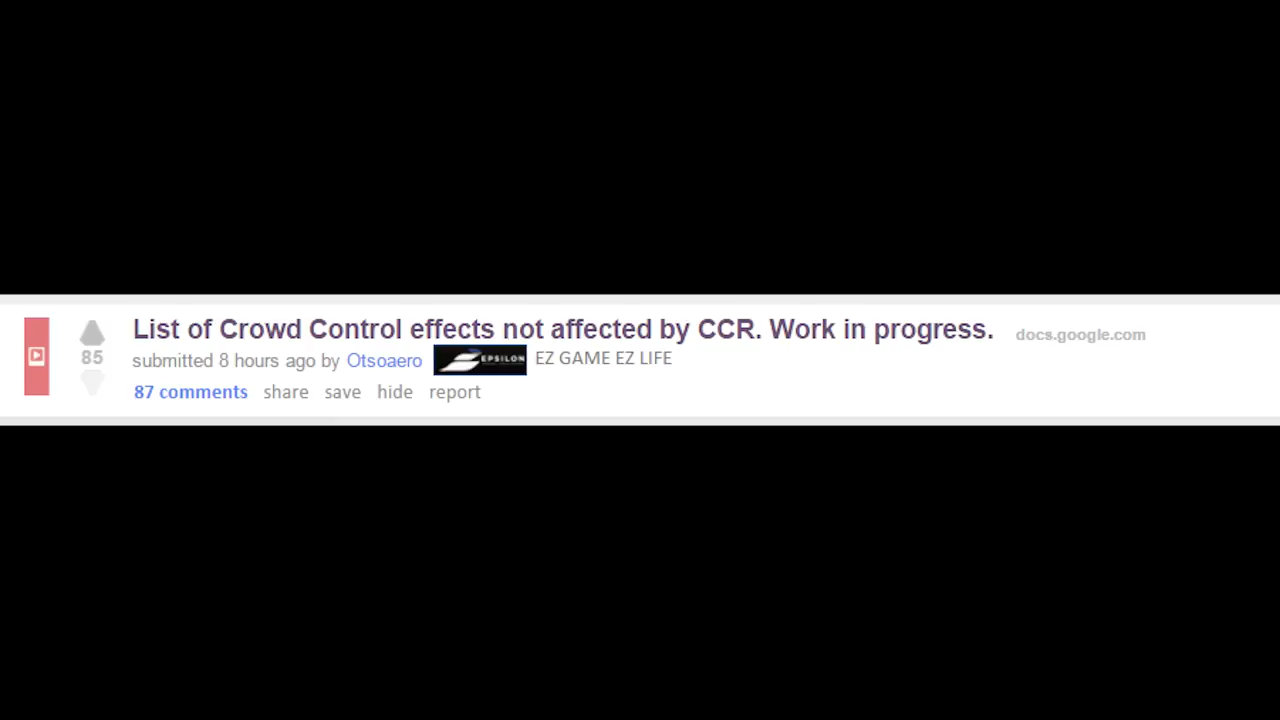 List of Crowd Control effects not affected by CCR. Work in progress. docs.google.com
85
submitted 8 hours ago by Otsoaero EPSILON EZ GAME EZ LIFE
87 comments share save hide report